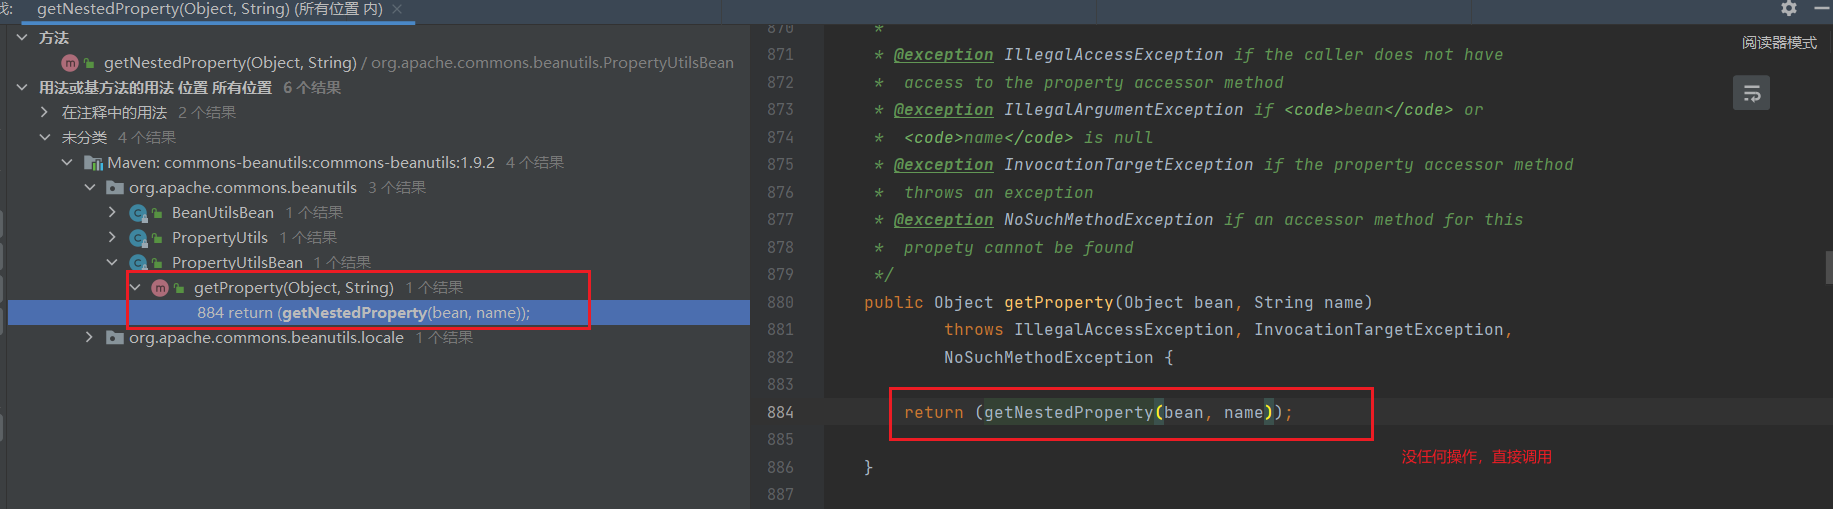 戋: getNestedProperty(Object, String) (所有位置 内) ×
方法
m getNestedProperty(Object, String) / org.apache.commons.beanutils.PropertyUtilsBean
用法或基方法的用法 位置 所有位置 6 个结果
在注释中的用法 2 个结果
未分类 4 个结果
Maven: commons-beanutils:commons-beanutils:1.9.2 4 个结果
org.apache.commons.beanutils 3 个结果
C BeanUtilsBean 1 个结果
C PropertyUtils 1 个结果
C PropertyUtilsBean 1 个结果
m getProperty(Object, String) 1 个结果
884 return (getNestedProperty(bean, name));
org.apache.commons.beanutils.locale 1 个结果
阅读器模式
870 *
871 * @exception IllegalAccessException if the caller does not have
872 * access to the property accessor method
873 * @exception IllegalArgumentException if <code>bean</code> or
874 * <code>name</code> is null
875 * @exception InvocationTargetException if the property accessor method
876 * throws an exception
877 * @exception NoSuchMethodException if an accessor method for this
878 * propety cannot be found
879 */
880 public Object getProperty(Object bean, String name)
881 throws IllegalAccessException, InvocationTargetException,
882 NoSuchMethodException {
883
884 return (getNestedProperty(bean, name));
885
没任何操作，直接调用
886 }
887